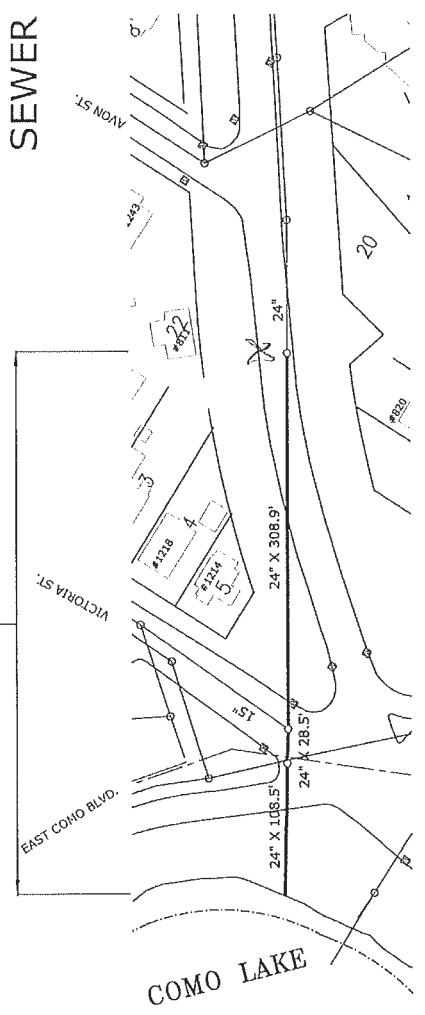 SEWER
AVON ST.
243
20
22
#811
24"
#820
3
4
#1218
24" X 308.9'
#1214
5
VICTORIA ST.
15"
24" X 28.5'
EAST COMO BLVD.
24" X 108.5'
COMO LAKE